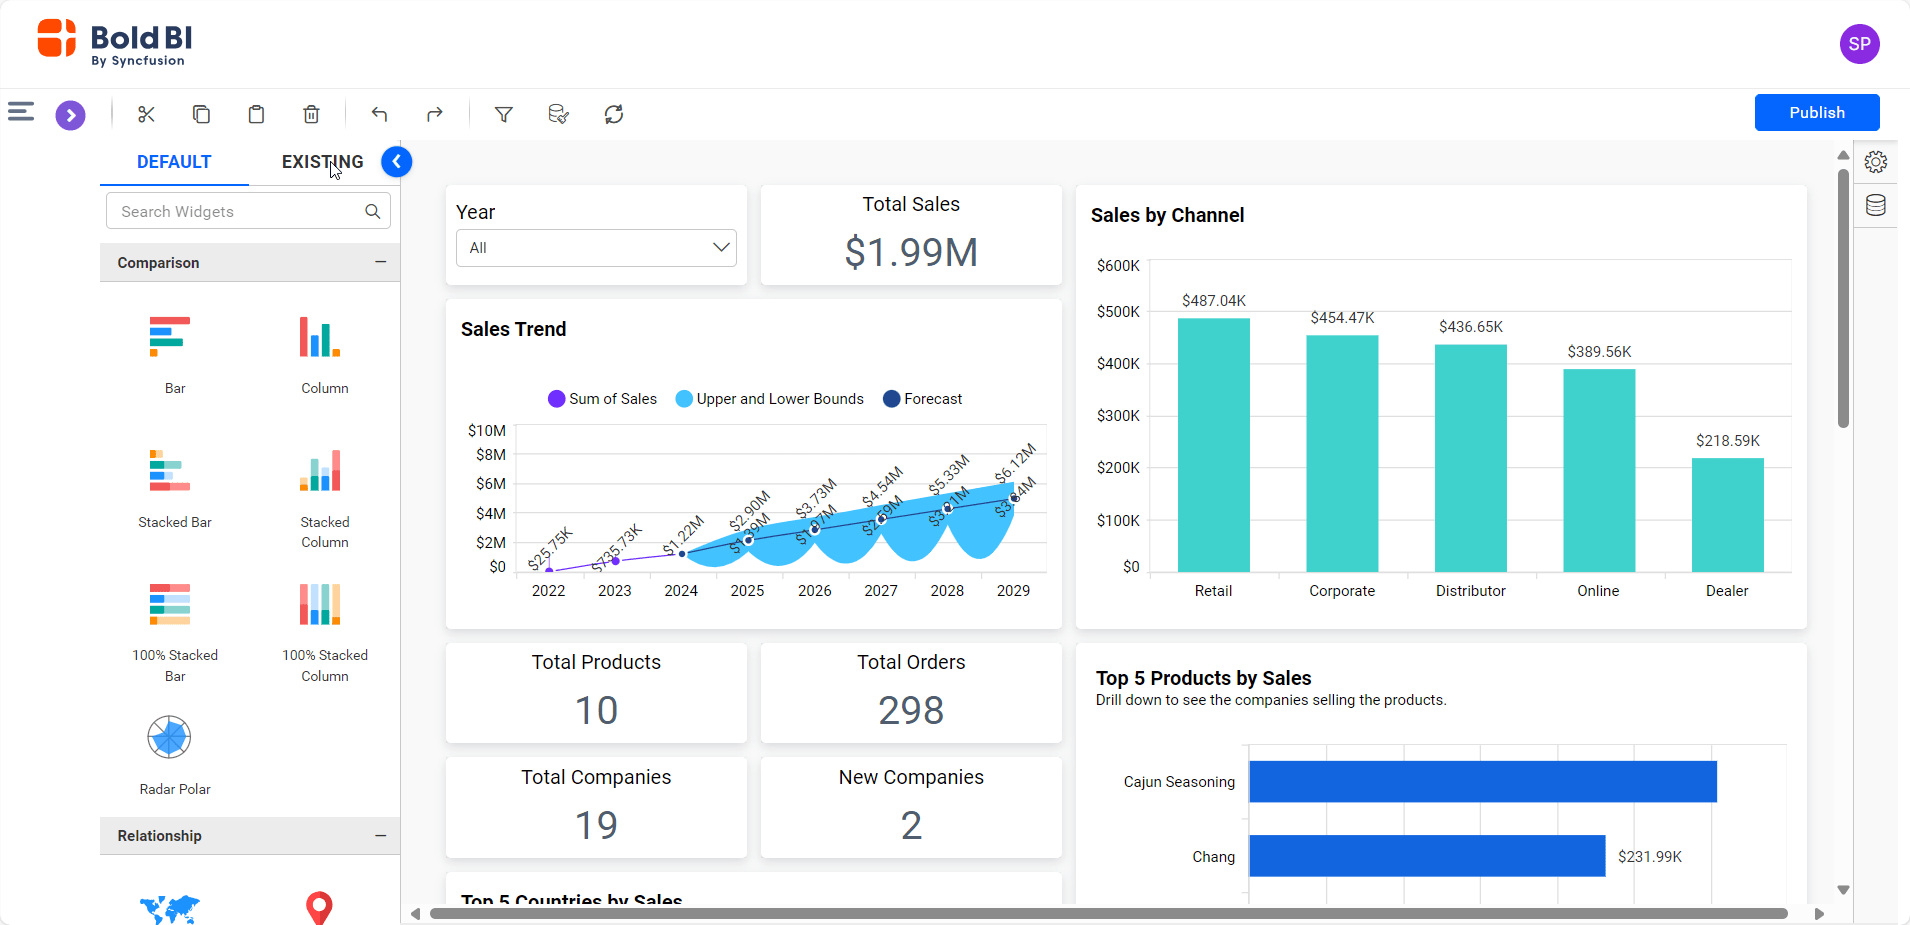 Bold BI
By Syncfusion
SP
Publish
DEFAULT
EXISTING
Search Widgets
Comparison
Bar
Column
Stacked Bar
Stacked
Column
100% Stacked
Bar
100% Stacked
Column
Radar Polar
Relationship
Year
All
Total Sales
$1.99M
Sales Trend
Sum of Sales
Upper and Lower Bounds
Forecast
$10M
$8M
$6M
$4M
$2M
$0
$25.75K
$735.73K
$1.22M
$2.90M
$1.39M
$3.73M
$1.97M
$4.54M
$2.59M
$5.33M
$6.12M
2022
2023
2024
2025
2026
2027
2028
2029
Sales by Channel
$600K
$500K
$400K
$300K
$200K
$100K
$0
$487.04K
$454.47K
$436.65K
$389.56K
$218.59K
Retail
Corporate
Distributor
Online
Dealer
Total Products
10
Total Orders
298
Total Companies
19
New Companies
2
Top 5 Countries by Sales
Top 5 Products by Sales
Drill down to see the companies selling the products.
Cajun Seasoning
Chang
$231.99K